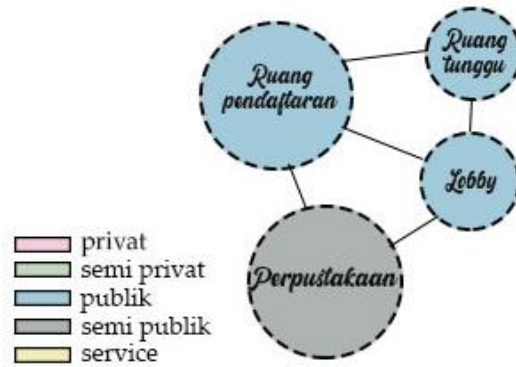 Ruang
pendaftaran
Ruang
tunggu
Lobby
Perpustakaan
privat
semi privat
publik
semi publik
service